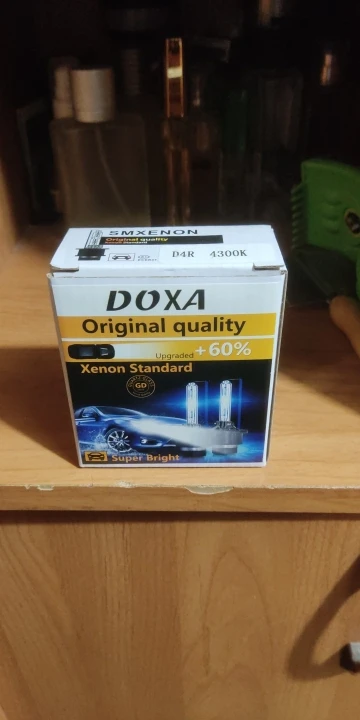 SMXENON
Original quality
D4R 4300K
DOXA
Original quality
Upgraded +60%
Xenon Standard
GD
Super Bright